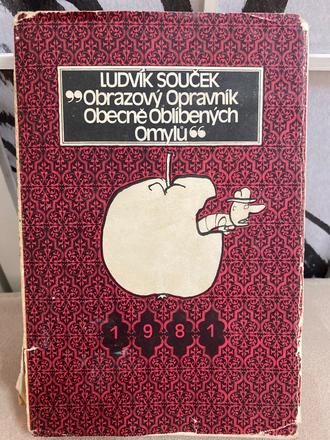 LUDVÍK SOUČEK
„Obrazový Opravník
Obecně Oblíbených
Omylů“
1981